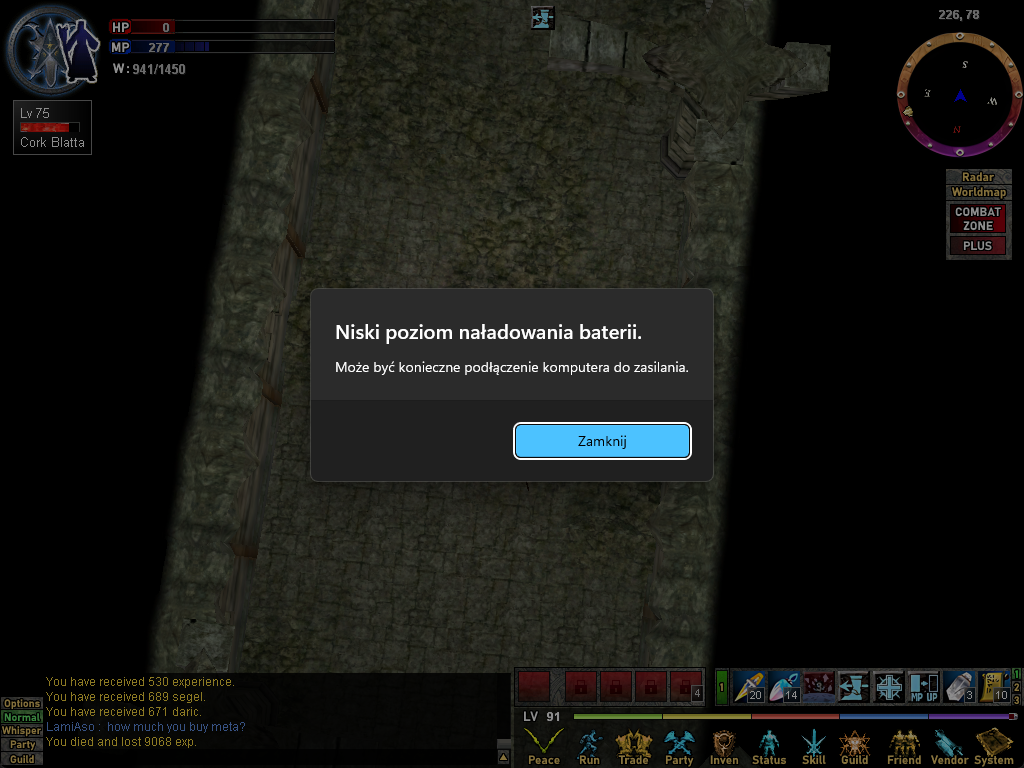 HP 0
MP 277
W: 941/1450
Lv 75
Cork Blatta
226, 78
S
E
W
N
Radar
Worldmap
COMBAT
ZONE
PLUS
Niski poziom naładowania baterii.
Może być konieczne podłączenie komputera do zasilania.
Zamknij
You have received 530 experience.
You have received 689 segel.
You have received 671 daric.
LamiAso : how much you buy meta?
You died and lost 9068 exp.
Options
Normal
Whisper
Party
Guild
4
1
20
14
MP UP
3
10
1
2
3
LV 91
Peace Run Trade Party Inven Status Skill Guild Friend Vendor System